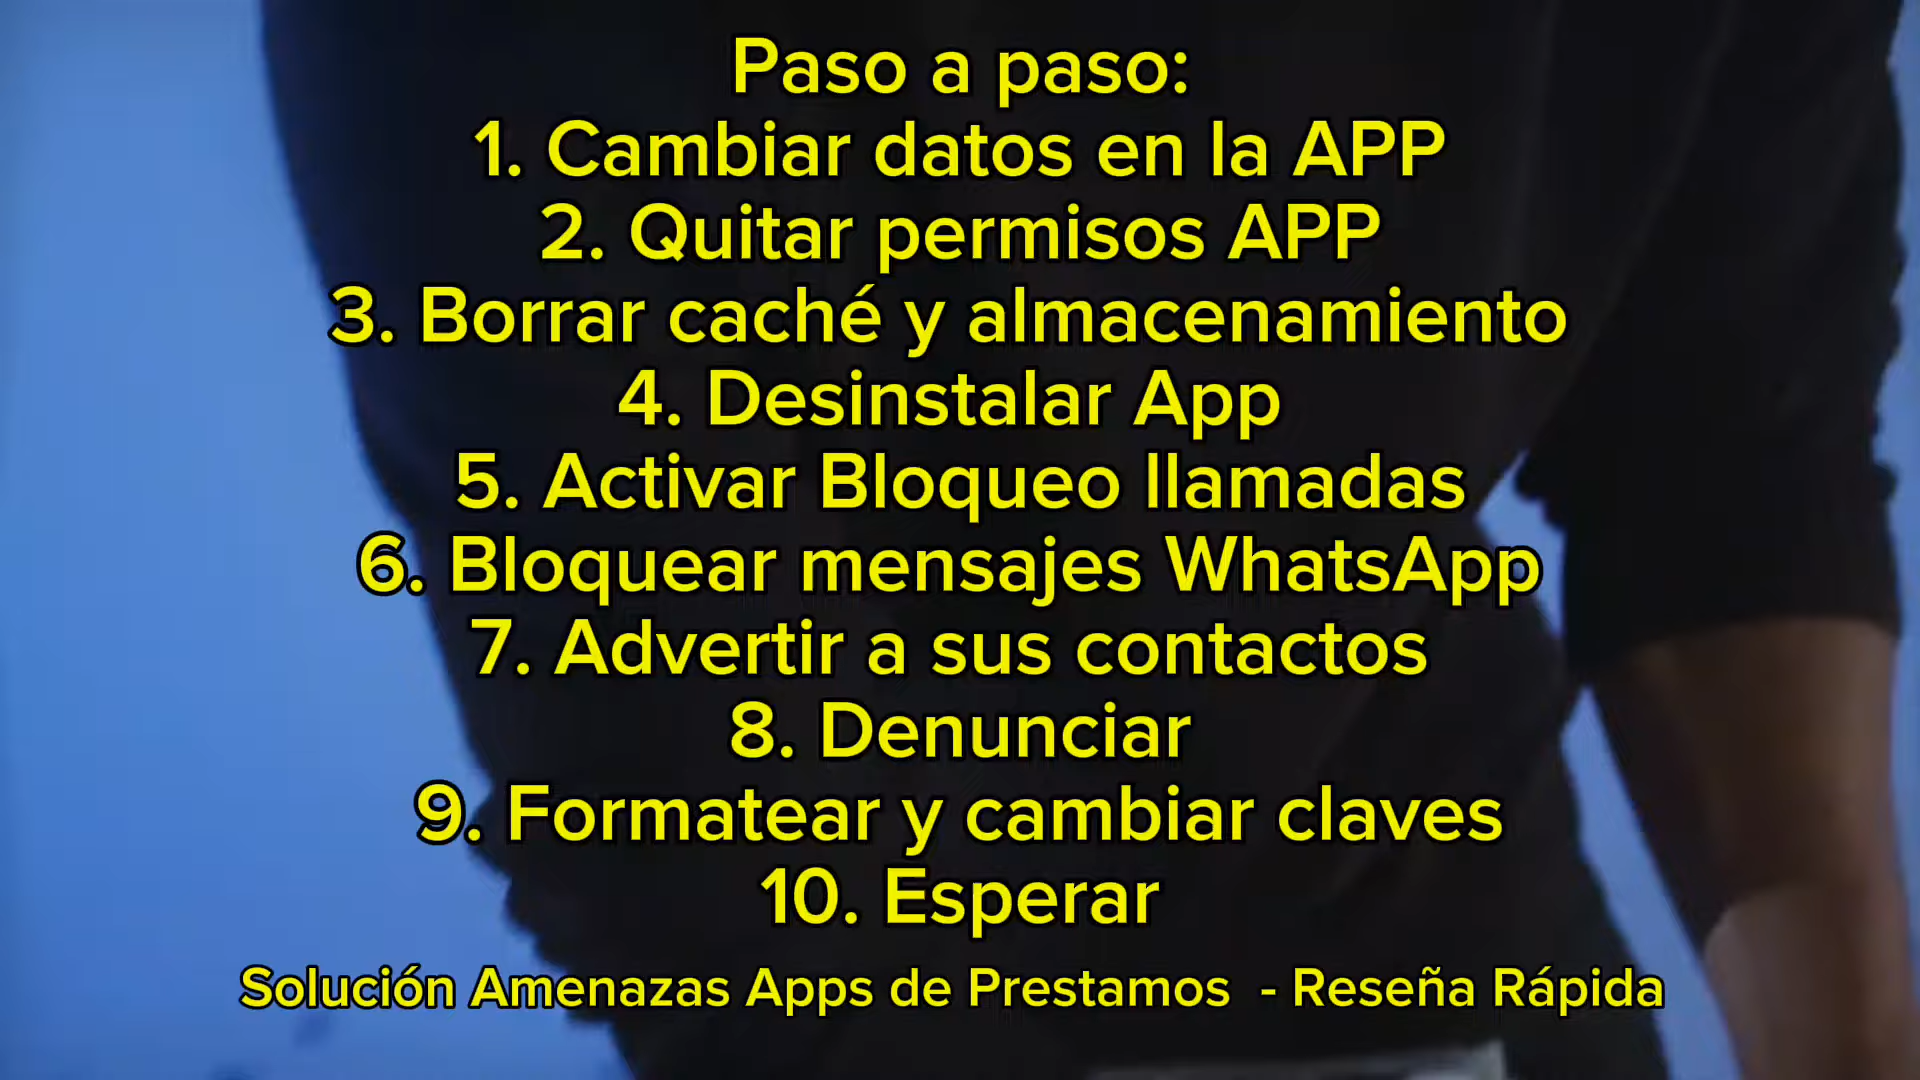 Paso a paso:
1. Cambiar datos en la APP
2. Quitar permisos APP
3. Borrar caché y almacenamiento
4. Desinstalar App
5. Activar Bloqueo llamadas
6. Bloquear mensajes WhatsApp
7. Advertir a sus contactos
8. Denunciar
9. Formatear y cambiar claves
10. Esperar
Solución Amenazas Apps de Prestamos - Reseña Rápida